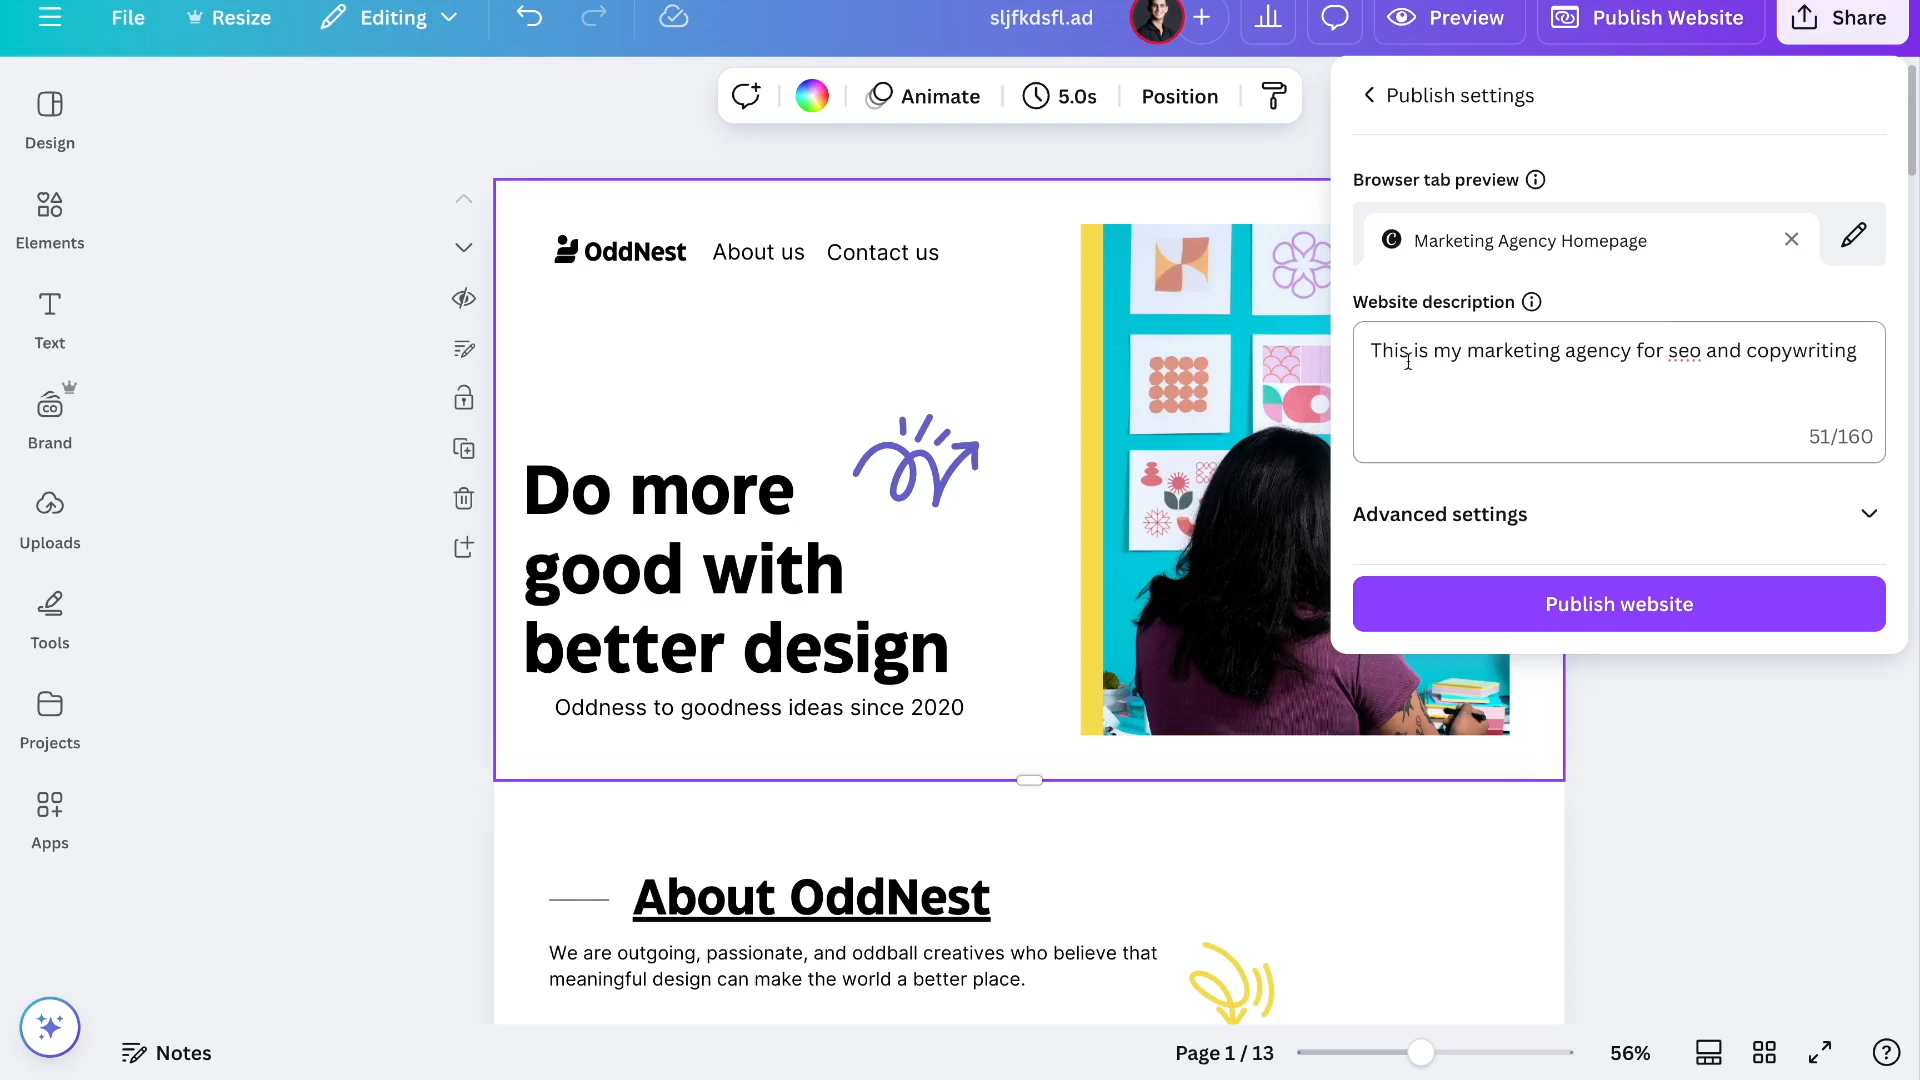 File
Resize
Editing
sljfkdsfl.ad
Preview
Publish Website
Share
Design
Elements
Text
Brand
Uploads
Tools
Projects
Apps
Animate
5.0s
Position
OddNest
About us
Contact us
Do more
good with
better design
Oddness to goodness ideas since 2020
About OddNest
We are outgoing, passionate, and oddball creatives who believe that
meaningful design can make the world a better place.
Publish settings
Browser tab preview
Marketing Agency Homepage
Website description
This is my marketing agency for seo and copywriting
51/160
Advanced settings
Publish website
Notes
Page 1 / 13
56%